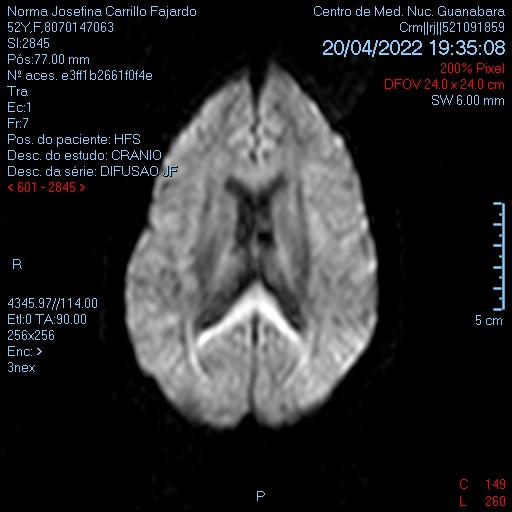 Norma Josefina Carrillo Fajardo
52Y,F,8070147063
SI:2845
Pós:77.00 mm
Nº aces. e3ff1b2661f0f4e
Tra
Ec:1
Fr:7
Pos. do paciente: HFS
Desc. do estudo: CRANIO
Desc. da série: DIFUSAO JF
< 601 - 2845 >
Centro de Med. Nuc. Guanabara
Crm||rj||521091859
20/04/2022 19:35:08
200% Pixel
DFOV 24.0 x 24.0 cm
SW 6.00 mm
R
5 cm
4345.97//114.00
Etl:0 TA:90.00
256x256
Enc: >
3nex
P
C 149
L 260